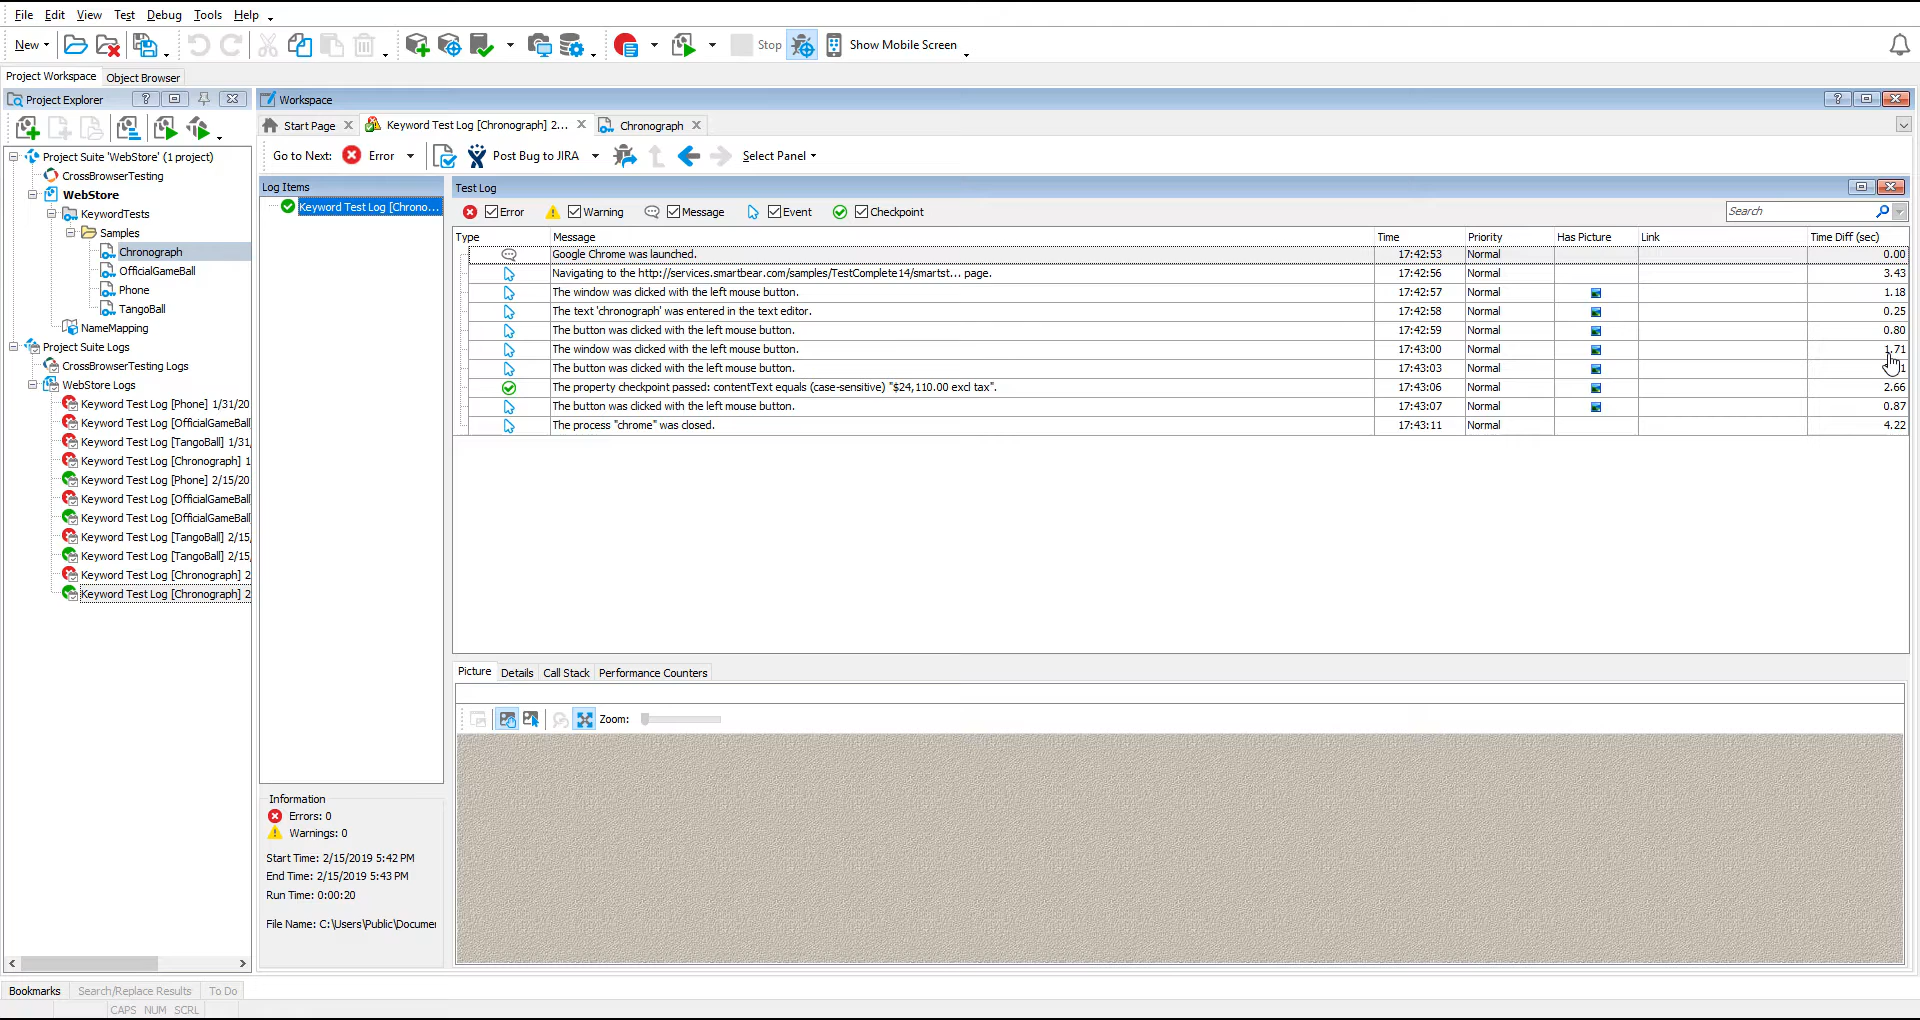 File Edit View Test Debug Tools Help
New Stop Show Mobile Screen
Project Workspace Object Browser
Project Explorer ? Workspace ?
Start Page Keyword Test Log [Chronograph] 2... Chronograph
Go to Next: Error Post Bug to JIRA Select Panel
Project Suite 'WebStore' (1 project)
CrossBrowserTesting
WebStore
KeywordTests
Samples
Chronograph
OfficialGameBall
Phone
TangoBall
NameMapping
Project Suite Logs
CrossBrowserTesting Logs
WebStore Logs
Keyword Test Log [Phone] 1/31/20
Keyword Test Log [OfficialGameBall
Keyword Test Log [TangoBall] 1/31,
Keyword Test Log [Chronograph] 1
Keyword Test Log [Phone] 2/15/20
Keyword Test Log [OfficialGameBall
Keyword Test Log [OfficialGameBall
Keyword Test Log [TangoBall] 2/15,
Keyword Test Log [TangoBall] 2/15,
Keyword Test Log [Chronograph] 2
Keyword Test Log [Chronograph] 2
Log Items
Keyword Test Log [Chrono...
Test Log
Error Warning Message Event Checkpoint Search
Type Message Time Priority Has Picture Link Time Diff (sec)
Google Chrome was launched. 17:42:53 Normal 0.00
Navigating to the http://services.smartbear.com/samples/TestComplete14/smartst... page. 17:42:56 Normal 3.43
The window was clicked with the left mouse button. 17:42:57 Normal 1.18
The text 'chronograph' was entered in the text editor. 17:42:58 Normal 0.25
The button was clicked with the left mouse button. 17:42:59 Normal 0.80
The window was clicked with the left mouse button. 17:43:00 Normal 1.71
The button was clicked with the left mouse button. 17:43:03 Normal
The property checkpoint passed: contentText equals (case-sensitive) "$24,110.00 excl tax". 17:43:06 Normal 2.66
The button was clicked with the left mouse button. 17:43:07 Normal 0.87
The process "chrome" was closed. 17:43:11 Normal 4.22
Picture Details Call Stack Performance Counters
Zoom:
Information
Errors: 0
Warnings: 0
Start Time: 2/15/2019 5:42 PM
End Time: 2/15/2019 5:43 PM
Run Time: 0:00:20
File Name: C:\Users\Public\Documen
Bookmarks Search/Replace Results To Do
CAPS NUM SCRL